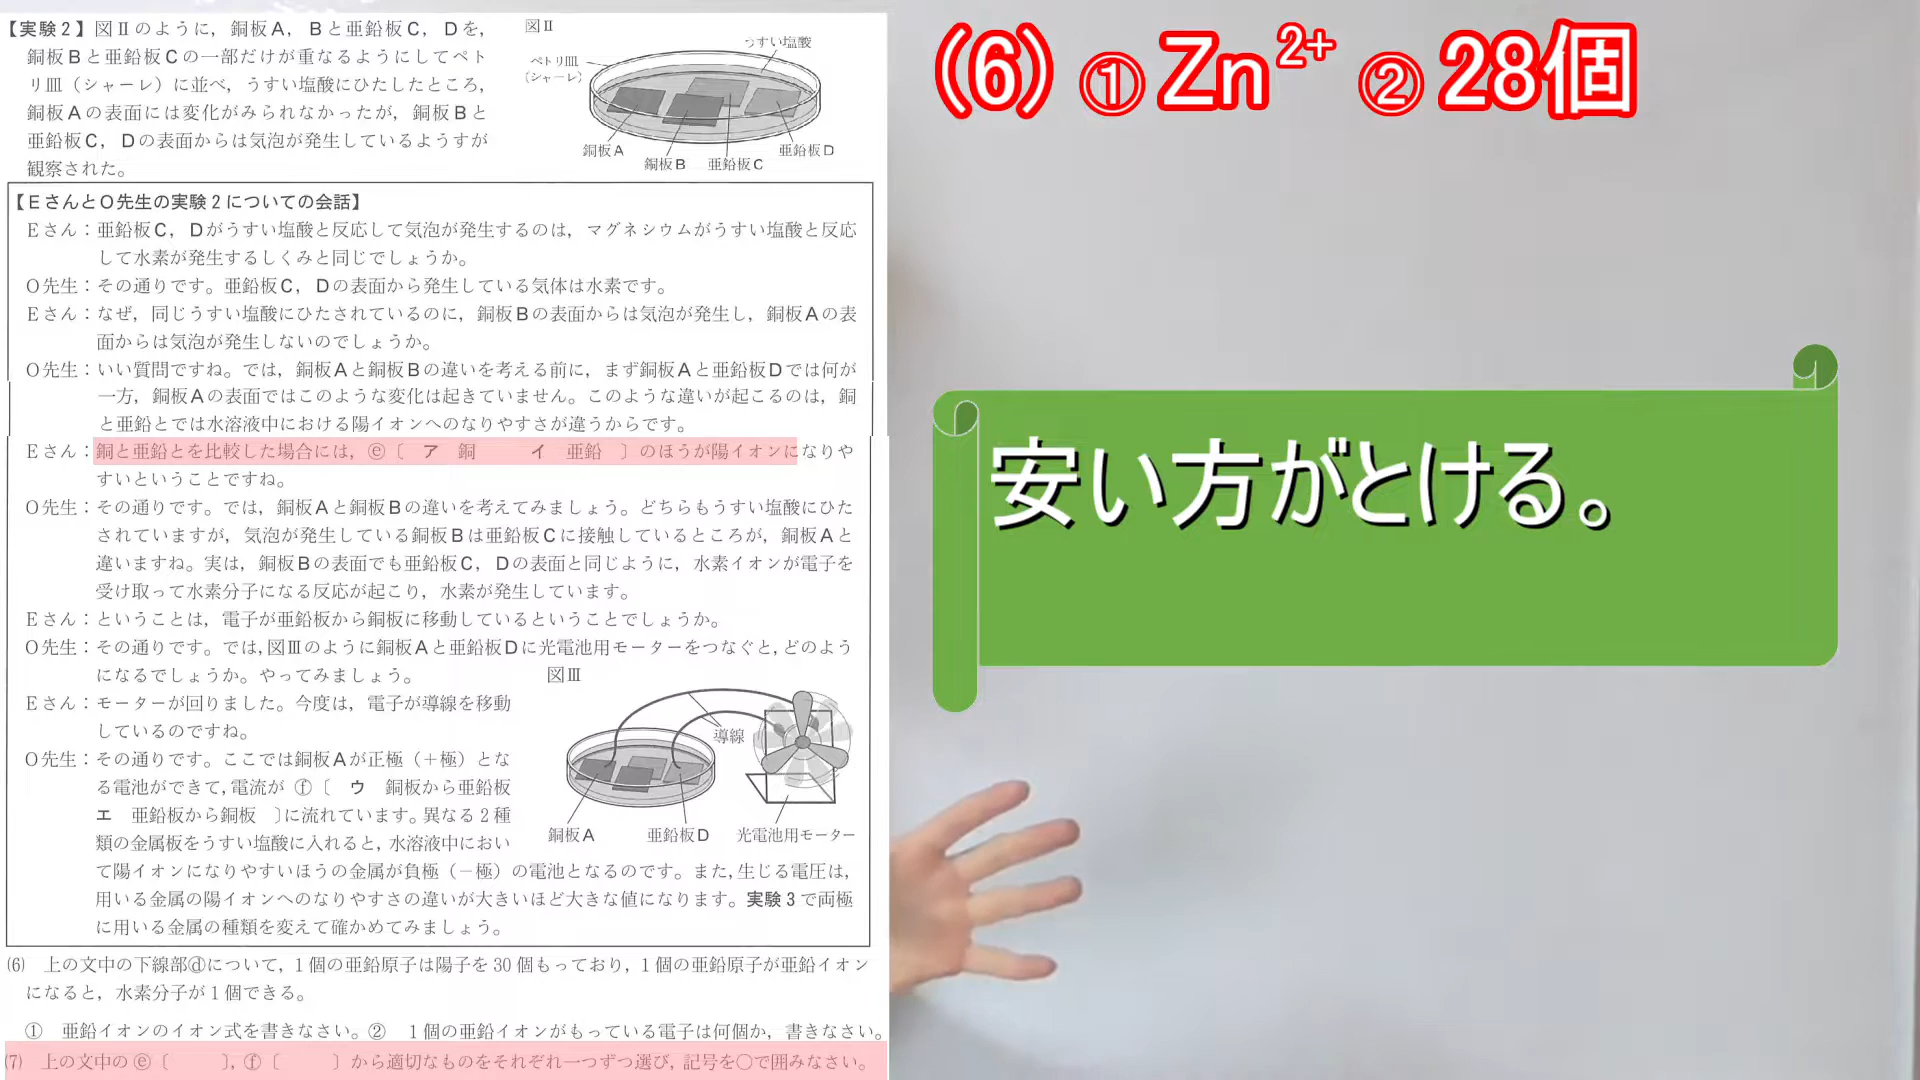 【実験2】図Ⅱのように，銅板A，Bと亜鉛板C，Dを，
銅板Bと亜鉛板Cの一部だけが重なるようにしてペト
リ皿（シャーレ）に並べ，うすい塩酸にひたしたところ，
銅板Aの表面には変化がみられなかったが，銅板Bと
亜鉛板C，Dの表面からは気泡が発生しているようすが
観察された。
図Ⅱ
うすい塩酸
ペトリ皿
（シャーレ）
銅板A
銅板B
亜鉛板C
亜鉛板D
【EさんとO先生の実験2についての会話】
Eさん：亜鉛板C，Dがうすい塩酸と反応して気泡が発生するのは，マグネシウムがうすい塩酸と反応
して水素が発生するしくみと同じでしょうか。
O先生：その通りです。亜鉛板C，Dの表面から発生している気体は水素です。
Eさん：なぜ，同じうすい塩酸にひたされているのに，銅板Bの表面からは気泡が発生し，銅板Aの表
面からは気泡が発生しないのでしょうか。
O先生：いい質問ですね。では，銅板Aと銅板Bの違いを考える前に，まず銅板Aと亜鉛板Dでは何が
一方，銅板Aの表面ではこのような変化は起きていません。このような違いが起こるのは，銅
と亜鉛とでは水溶液中における陽イオンへのなりやすさが違うからです。
Eさん：銅と亜鉛とを比較した場合には，ⓔ〔 ア 銅 イ 亜鉛 〕のほうが陽イオンになりや
すいということですね。
O先生：その通りです。では，銅板Aと銅板Bの違いを考えてみましょう。どちらもうすい塩酸にひた
されていますが，気泡が発生している銅板Bは亜鉛板Cに接触しているところが，銅板Aと
違いますね。実は，銅板Bの表面でも亜鉛板C，Dの表面と同じように，水素イオンが電子を
受け取って水素分子になる反応が起こり，水素が発生しています。
Eさん：ということは，電子が亜鉛板から銅板に移動しているということでしょうか。
O先生：その通りです。では，図Ⅲのように銅板Aと亜鉛板Dに光電池用モーターをつなぐと，どのよう
になるでしょうか。やってみましょう。
Eさん：モーターが回りました。今度は，電子が導線を移動
しているのですね。
O先生：その通りです。ここでは銅板Aが正極（＋極）とな
る電池ができて，電流が ⓕ〔 ウ 銅板から亜鉛板
エ 亜鉛板から銅板 〕に流れています。異なる2種
類の金属板をうすい塩酸に入れると，水溶液中におい
て陽イオンになりやすいほうの金属が負極（－極）の電池となるのです。また，生じる電圧は，
用いる金属の陽イオンへのなりやすさの違いが大きいほど大きな値になります。実験3で両極
に用いる金属の種類を変えて確かめてみましょう。
図Ⅲ
導線
銅板A
亜鉛板D
光電池用モーター
(6) 上の文中の下線部ⓓについて，1個の亜鉛原子は陽子を30個もっており，1個の亜鉛原子が亜鉛イオン
になると，水素分子が1個できる。
① 亜鉛イオンのイオン式を書きなさい。② 1個の亜鉛イオンがもっている電子は何個か，書きなさい。
(7) 上の文中の ⓔ〔 〕，ⓕ〔 〕から適切なものをそれぞれ一つずつ選び，記号を○で囲みなさい。
(6) ① Zn²⁺ ② 28個
安い方がとける。